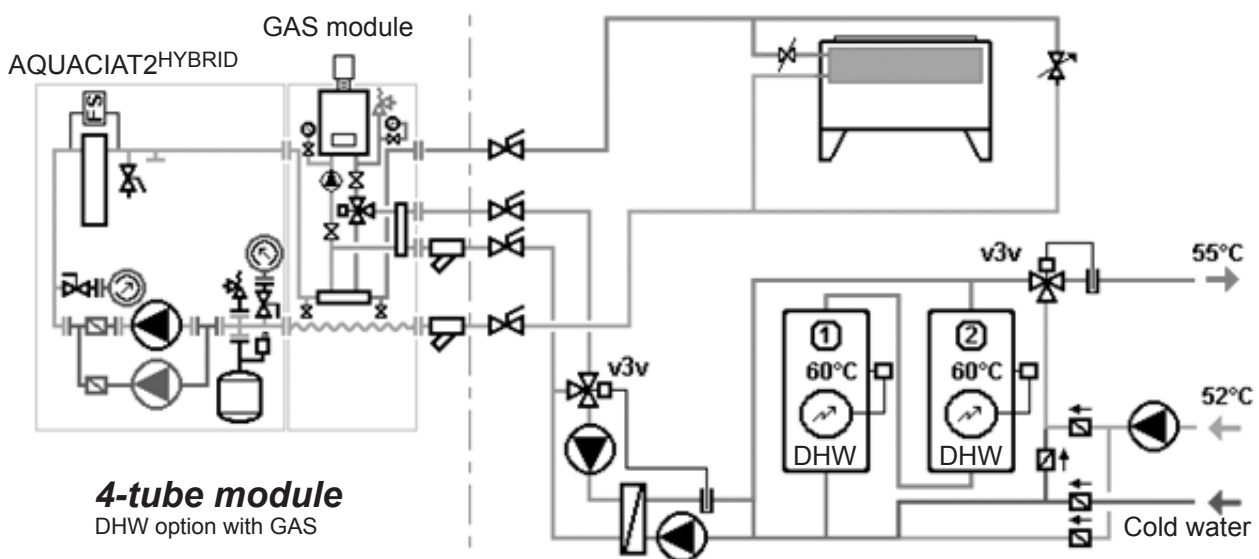 GAS module
AQUACIAT2HYBRID
FS
v3v
55°C
1
2
60°C
60°C
v3v
52°C
DHW
DHW
4-tube module
DHW option with GAS
Cold water